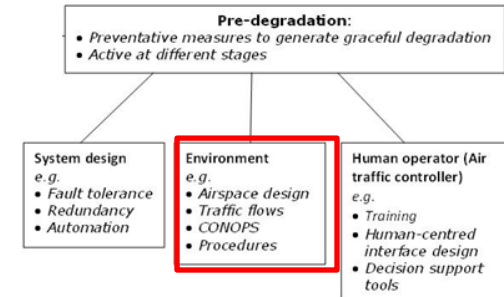 Pre-degradation:
• Preventative measures to generate graceful degradation
• Active at different stages
System design
e.g.
• Fault tolerance
• Redundancy
• Automation
Environment
e.g.
• Airspace design
• Traffic flows
• CONOPS
• Procedures
Human operator (Air
traffic controller)
e.g.
• Training
• Human-centred
interface design
• Decision support
tools